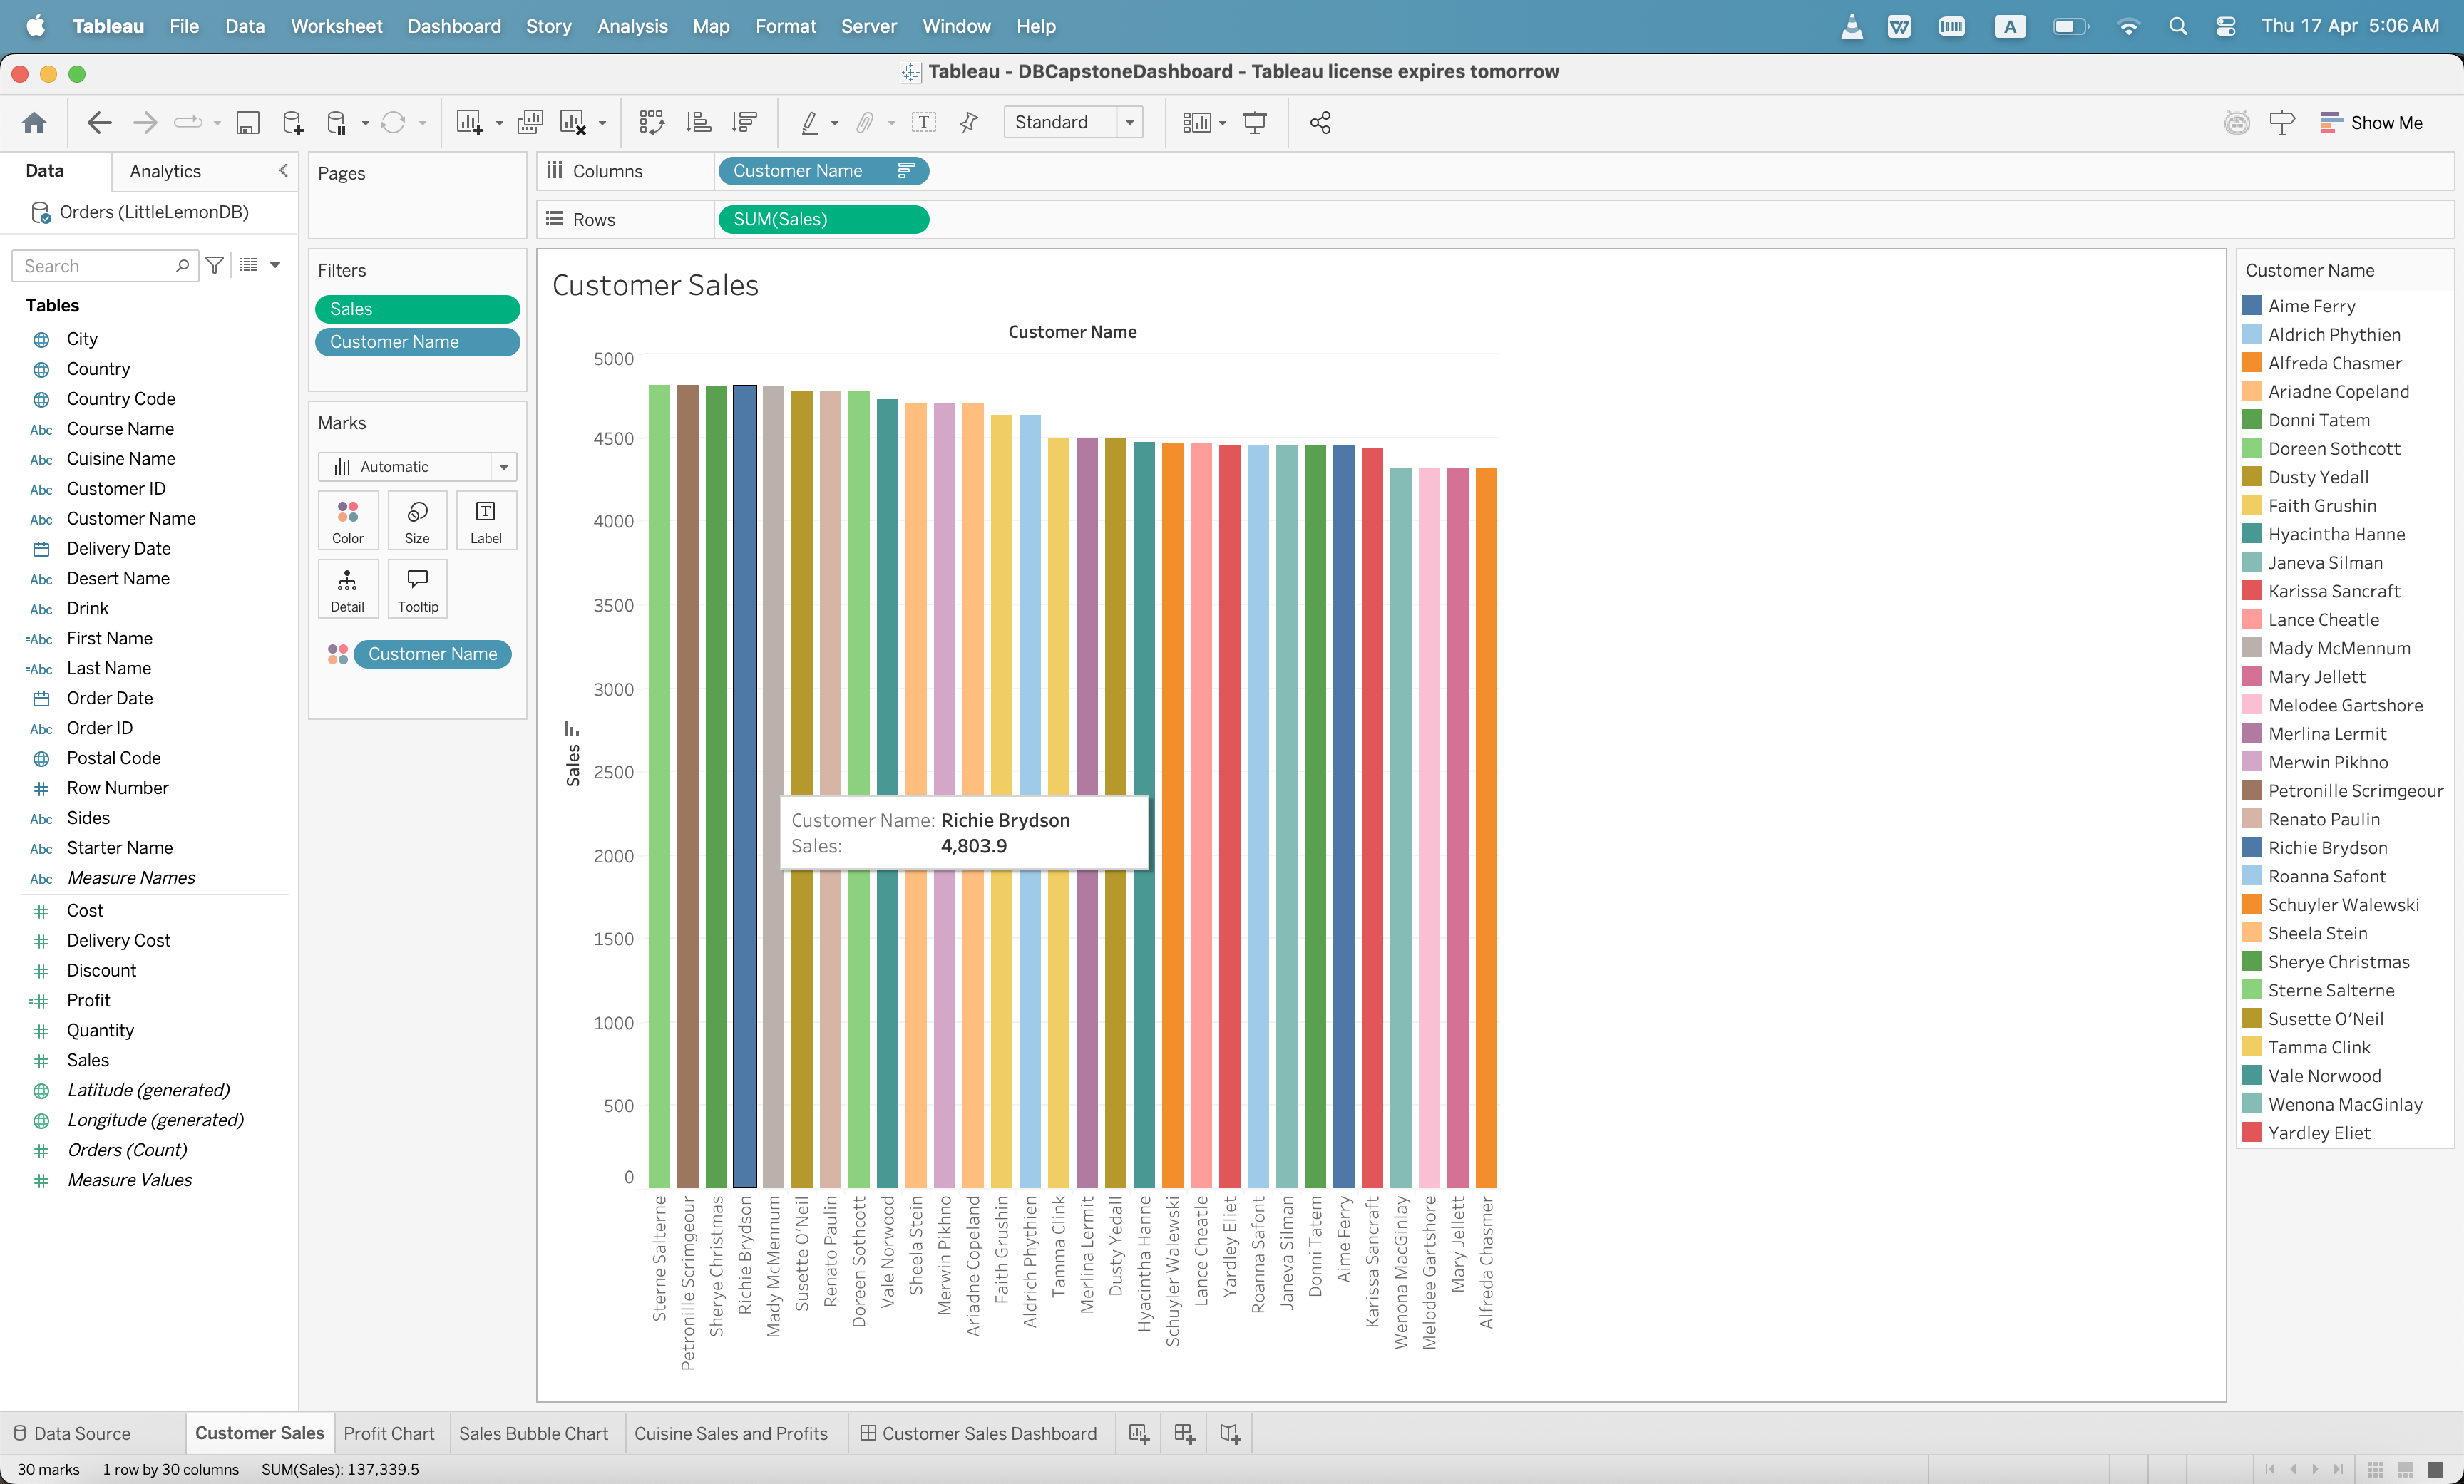 Tableau File Data Worksheet Dashboard Story Analysis Map Format Server Window Help A Thu 17 Apr 5:06 AM
Tableau - DBCapstoneDashboard - Tableau license expires tomorrow
Standard Show Me
Data Analytics
Orders (LittleLemonDB)
Search
Tables
City
Country
Country Code
Abc Course Name
Abc Cuisine Name
Abc Customer ID
Abc Customer Name
Delivery Date
Abc Desert Name
Abc Drink
=Abc First Name
=Abc Last Name
Order Date
Abc Order ID
Postal Code
# Row Number
Abc Sides
Abc Starter Name
Abc Measure Names
# Cost
# Delivery Cost
# Discount
=# Profit
# Quantity
# Sales
Latitude (generated)
Longitude (generated)
# Orders (Count)
# Measure Values
Pages
Filters
Sales
Customer Name
Marks
Automatic
Color Size Label
Detail Tooltip
Customer Name
Columns Customer Name
Rows SUM(Sales)
Customer Sales
Customer Name
5000
4500
4000
3500
3000
2500
2000
1500
1000
500
0
Sales
Customer Name: Richie Brydson
Sales: 4,803.9
Sterne Salterne
Petronille Scrimgeour
Sherye Christmas
Richie Brydson
Mady McMennum
Susette O'Neil
Renato Paulin
Doreen Sothcott
Vale Norwood
Sheela Stein
Merwin Pikhno
Ariadne Copeland
Faith Grushin
Aldrich Phythien
Tamma Clink
Merlina Lermit
Dusty Yedall
Hyacintha Hanne
Schuyler Walewski
Lance Cheatle
Yardley Eliet
Roanna Safont
Janeva Silman
Donni Tatem
Aime Ferry
Karissa Sancraft
Wenona MacGinlay
Melodee Gartshore
Mary Jellett
Alfreda Chasmer
Customer Name
Aime Ferry
Aldrich Phythien
Alfreda Chasmer
Ariadne Copeland
Donni Tatem
Doreen Sothcott
Dusty Yedall
Faith Grushin
Hyacintha Hanne
Janeva Silman
Karissa Sancraft
Lance Cheatle
Mady McMennum
Mary Jellett
Melodee Gartshore
Merlina Lermit
Merwin Pikhno
Petronille Scrimgeour
Renato Paulin
Richie Brydson
Roanna Safont
Schuyler Walewski
Sheela Stein
Sherye Christmas
Sterne Salterne
Susette O'Neil
Tamma Clink
Vale Norwood
Wenona MacGinlay
Yardley Eliet
Data Source Customer Sales Profit Chart Sales Bubble Chart Cuisine Sales and Profits Customer Sales Dashboard
30 marks 1 row by 30 columns SUM(Sales): 137,339.5